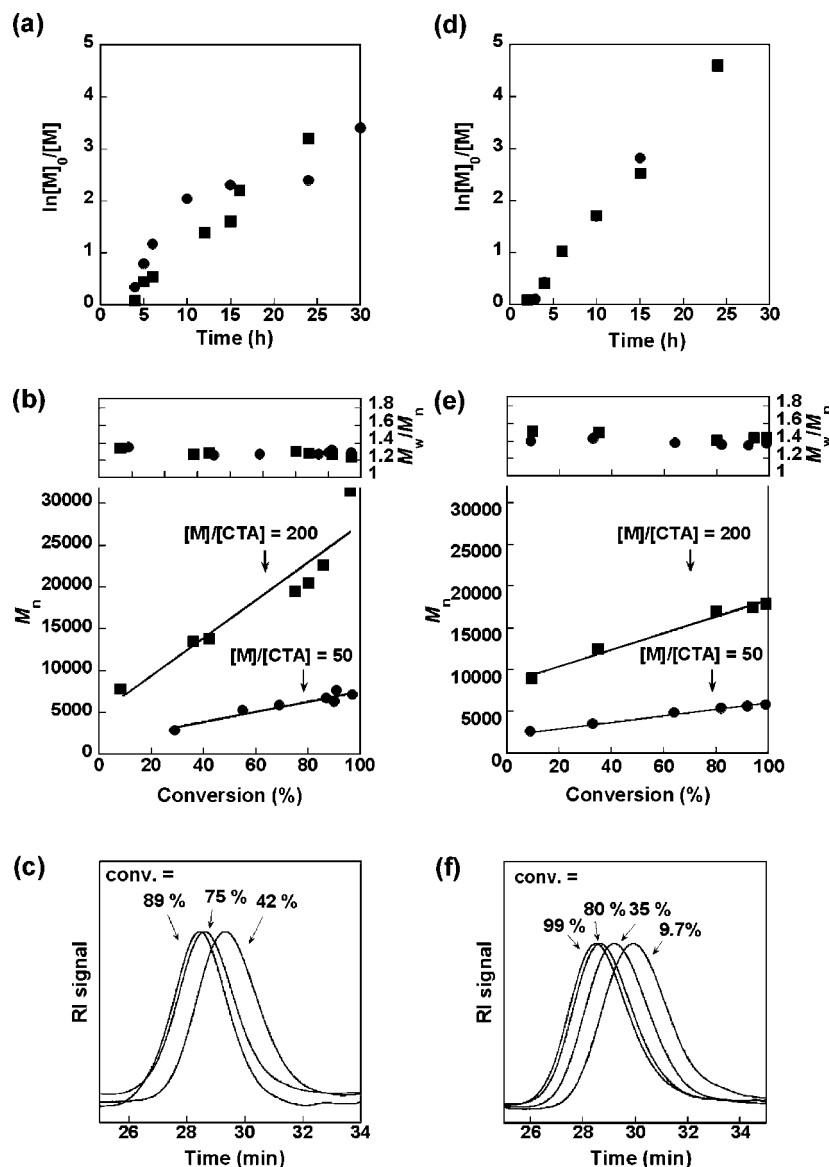 (a)
5
4
3
2
1
0
ln[M]0/[M]
0 5 10 15 20 25 30
Time (h)
(d)
5
4
3
2
1
0
ln[M]0/[M]
0 5 10 15 20 25 30
Time (h)
(b)
1.8
1.6
1.4
1.2
1
Mw/Mn
30000
25000
20000
15000
10000
5000
0
Mn
[M]/[CTA] = 200
[M]/[CTA] = 50
0 20 40 60 80 100
Conversion (%)
(e)
1.8
1.6
1.4
1.2
1
Mw/Mn
30000
25000
20000
15000
10000
5000
0
Mn
[M]/[CTA] = 200
[M]/[CTA] = 50
0 20 40 60 80 100
Conversion (%)
(c)
conv. =
89 % 75 % 42 %
RI signal
26 28 30 32 34
Time (min)
(f)
conv. =
99 % 80 % 35 % 9.7%
RI signal
26 28 30 32 34
Time (min)